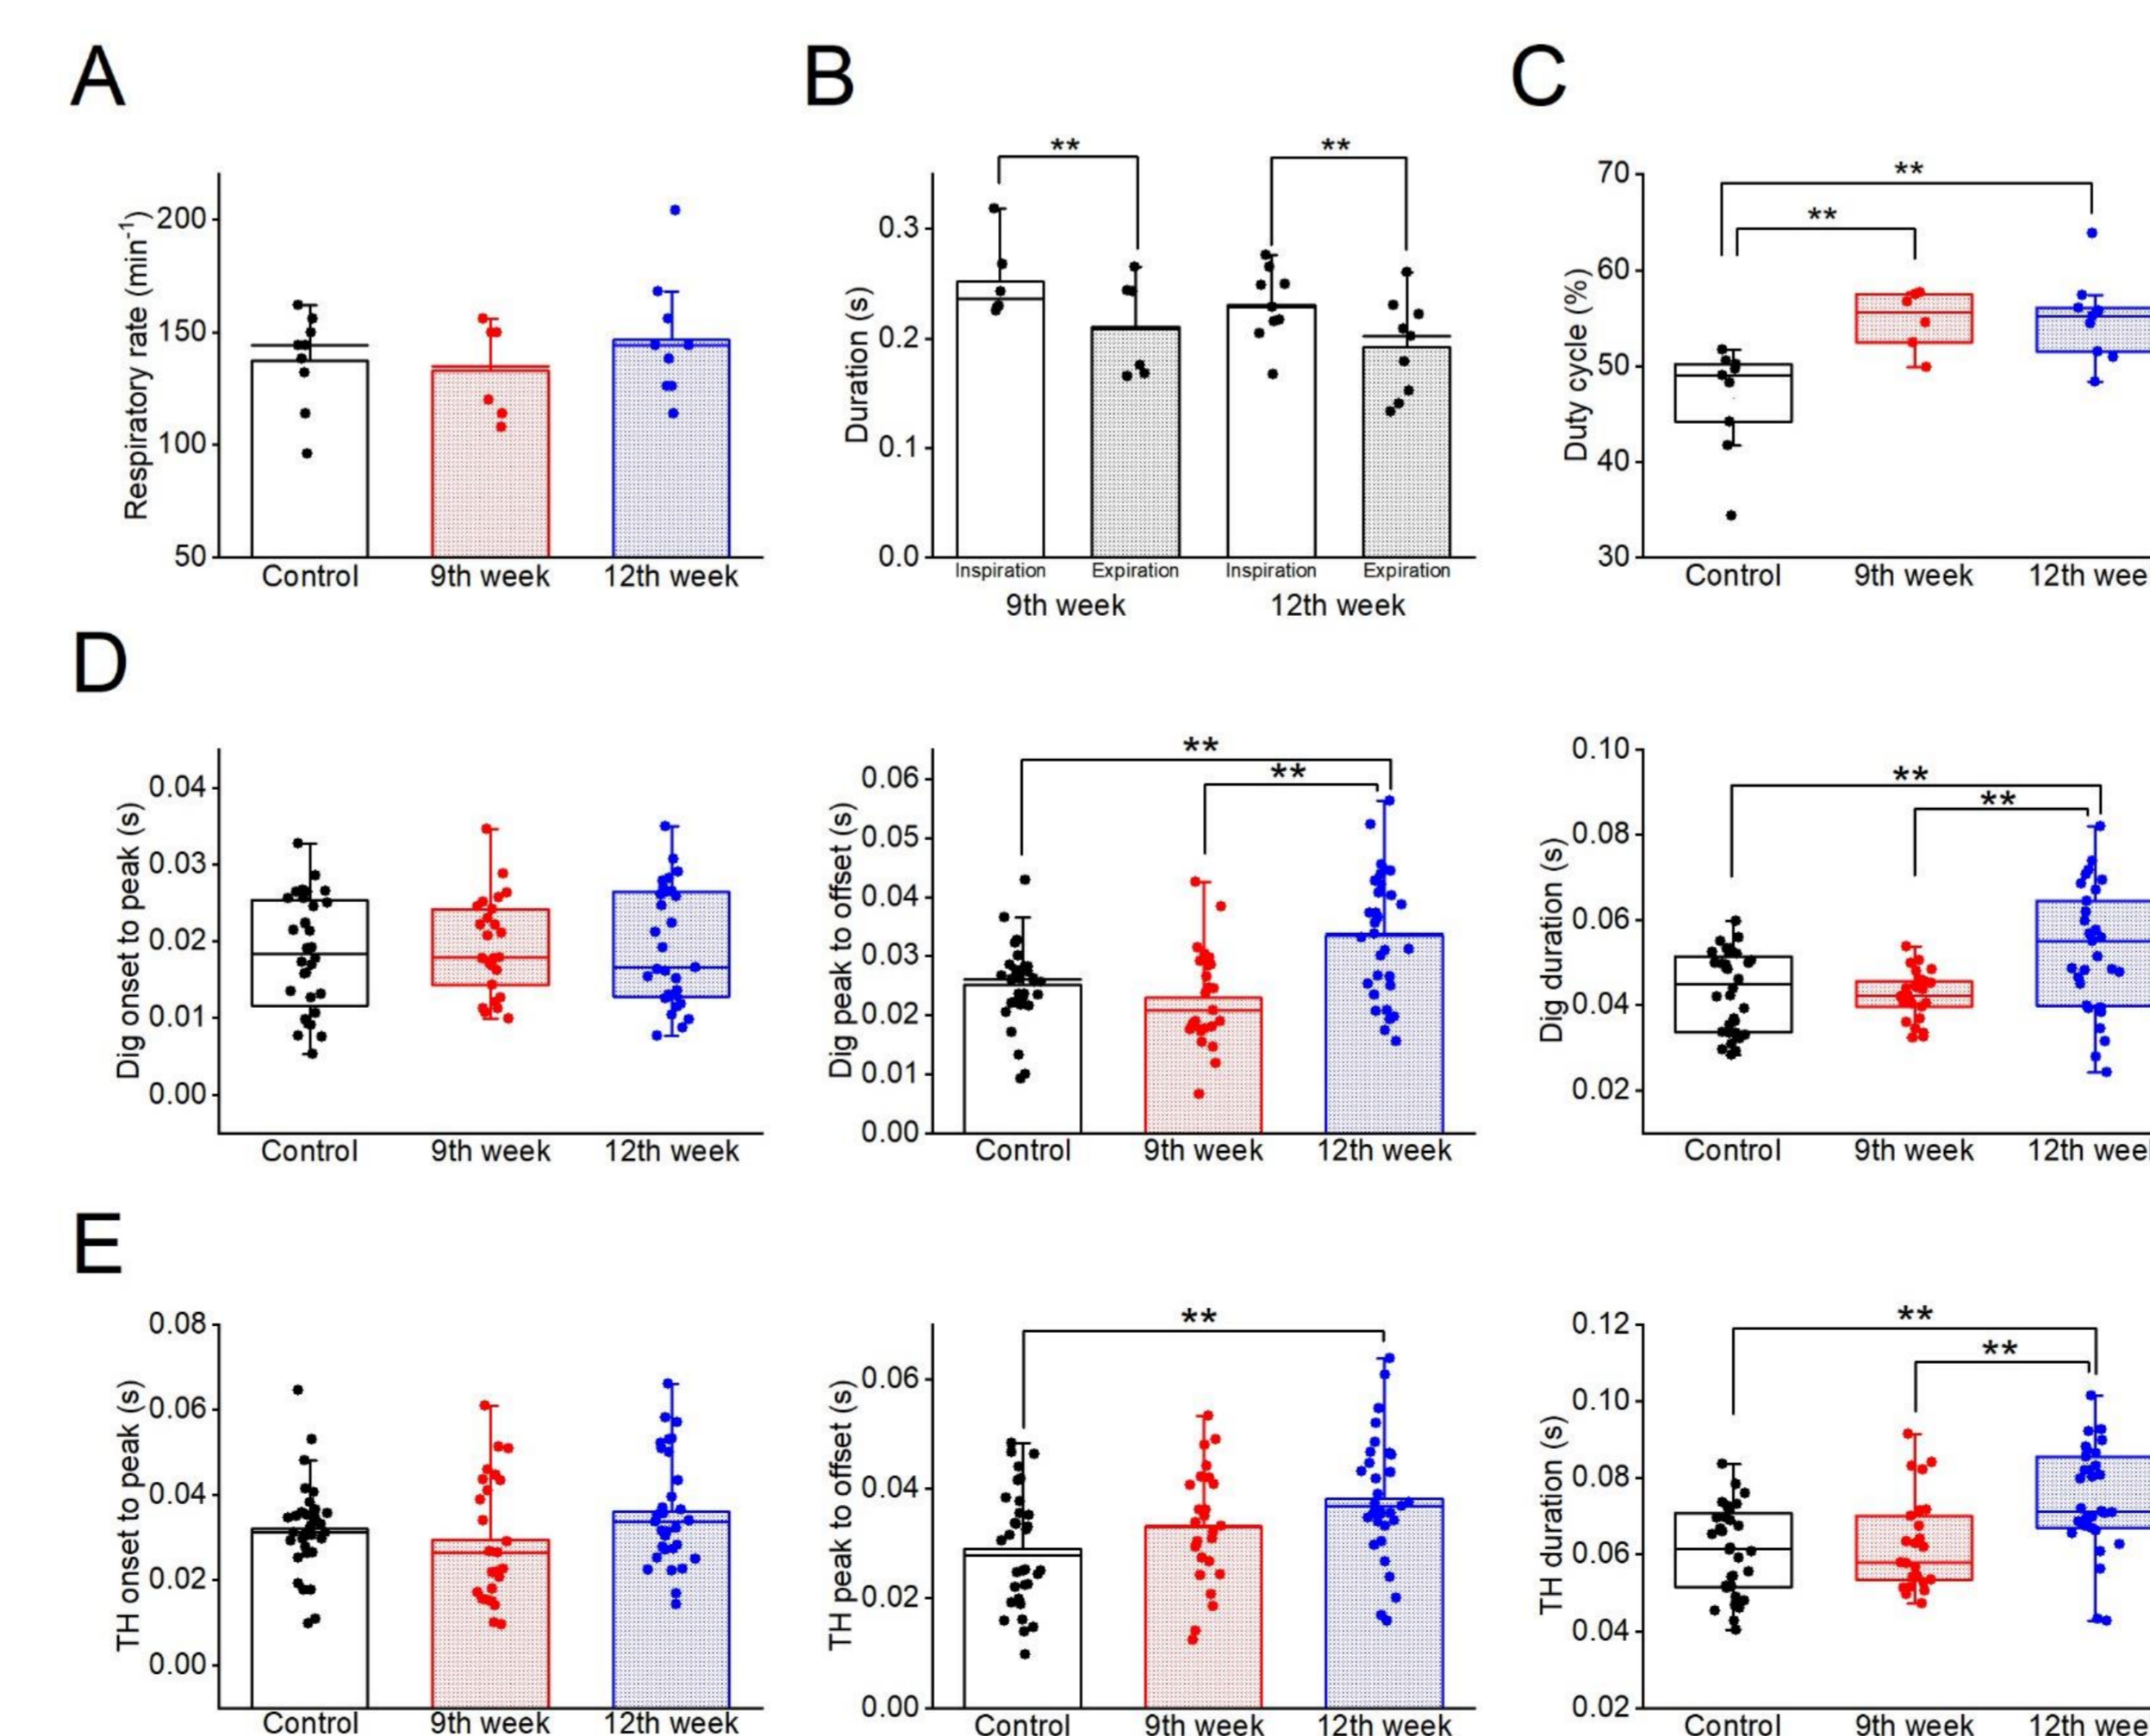 A
Respiratory rate (min⁻¹)
200
150
100
50
Control 9th week 12th week
B
Duration (s)
** **
0.3
0.2
0.1
0.0
Inspiration Expiration Inspiration Expiration
9th week 12th week
C
Duty cycle (%)
**
**
70
60
50
40
30
Control 9th week 12th wee
D
Dig onset to peak (s)
0.04
0.03
0.02
0.01
0.00
Control 9th week 12th week
Dig peak to offset (s)
**
**
0.06
0.05
0.04
0.03
0.02
0.01
0.00
Control 9th week 12th week
Dig duration (s)
**
**
0.10
0.08
0.06
0.04
0.02
Control 9th week 12th wee
E
TH onset to peak (s)
0.08
0.06
0.04
0.02
0.00
Control 9th week 12th week
TH peak to offset (s)
**
0.06
0.04
0.02
0.00
Control 9th week 12th week
TH duration (s)
**
**
0.12
0.10
0.08
0.06
0.04
0.02
Control 9th week 12th wee